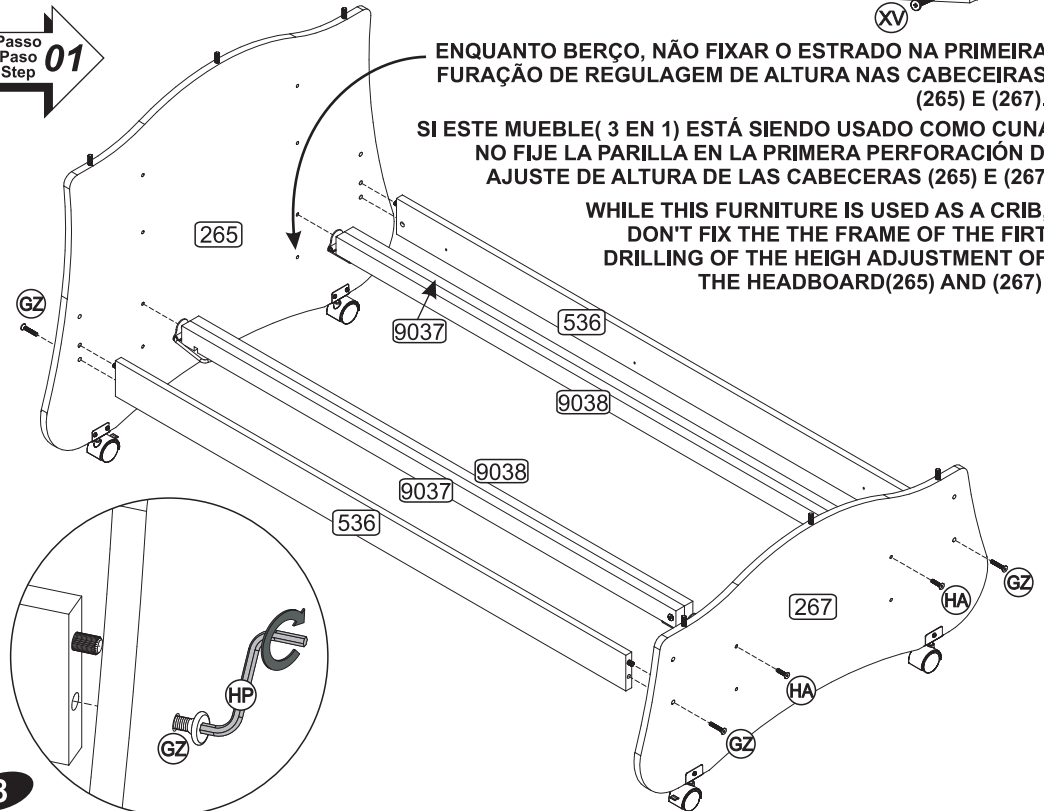 Passo
Paso
Step
01
XV
ENQUANTO BERÇO, NÃO FIXAR O ESTRADO NA PRIMEIRA
FURAÇÃO DE REGULAGEM DE ALTURA NAS CABECEIRAS
(265) E (267).
SI ESTE MUEBLE( 3 EN 1) ESTÁ SIENDO USADO COMO CUNA
NO FIJE LA PARILLA EN LA PRIMERA PERFORACIÓN D
AJUSTE DE ALTURA DE LAS CABECERAS (265) E (267
WHILE THIS FURNITURE IS USED AS A CRIB,
DON'T FIX THE THE FRAME OF THE FIRT
DRILLING OF THE HEIGH ADJUSTMENT OF
THE HEADBOARD(265) AND (267)
265
GZ
9037
536
9038
9038
9037
536
267
GZ
HA
HA
GZ
HP
GZ
3